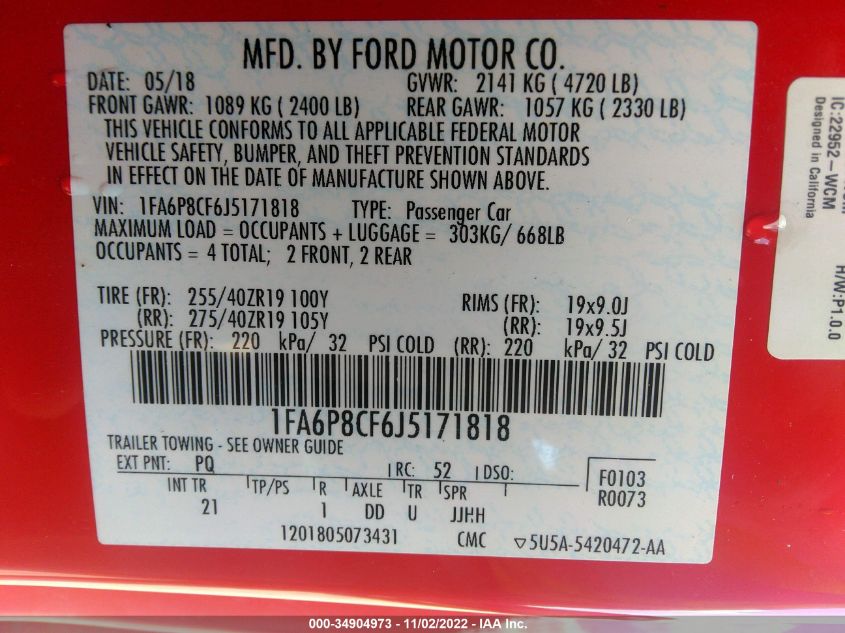 MFD. BY FORD MOTOR CO.
DATE: 05/18 GVWR: 2141 KG ( 4720 LB)
FRONT GAWR: 1089 KG ( 2400 LB) REAR GAWR: 1057 KG ( 2330 LB)
THIS VEHICLE CONFORMS TO ALL APPLICABLE FEDERAL MOTOR
VEHICLE SAFETY, BUMPER, AND THEFT PREVENTION STANDARDS
IN EFFECT ON THE DATE OF MANUFACTURE SHOWN ABOVE.
VIN: 1FA6P8CF6J5171818 TYPE: Passenger Car
MAXIMUM LOAD = OCCUPANTS + LUGGAGE = 303KG/ 668LB
OCCUPANTS = 4 TOTAL; 2 FRONT, 2 REAR
TIRE (FR): 255/40ZR19 100Y RIMS (FR): 19x9.0J
(RR): 275/40ZR19 105Y (RR): 19x9.5J
PRESSURE (FR): 220 kPa/ 32 PSI COLD (RR): 220 kPa/ 32 PSI COLD
1FA6P8CF6J5171818
TRAILER TOWING - SEE OWNER GUIDE
EXT PNT: PQ RC: 52 DSO:
F0103
R0073
INT TR TP/PS R AXLE TR SPR
21 1 DD U JJHH
1201805073431 CMC ▽5U5A-5420472-AA
IC:22952-WCM
Designed in California
H/W:P1.0.0
000-34904973 - 11/02/2022 - IAA Inc.